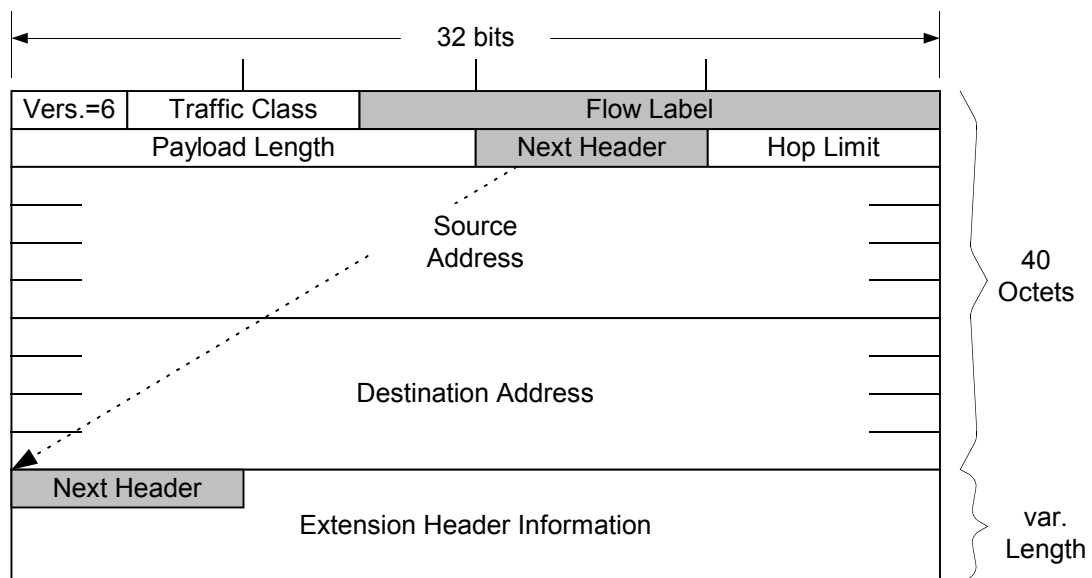 32 bits
Vers.=6 Traffic Class Flow Label
Payload Length Next Header Hop Limit
Source
Address
40
Octets
Destination Address
Next Header
Extension Header Information
var.
Length